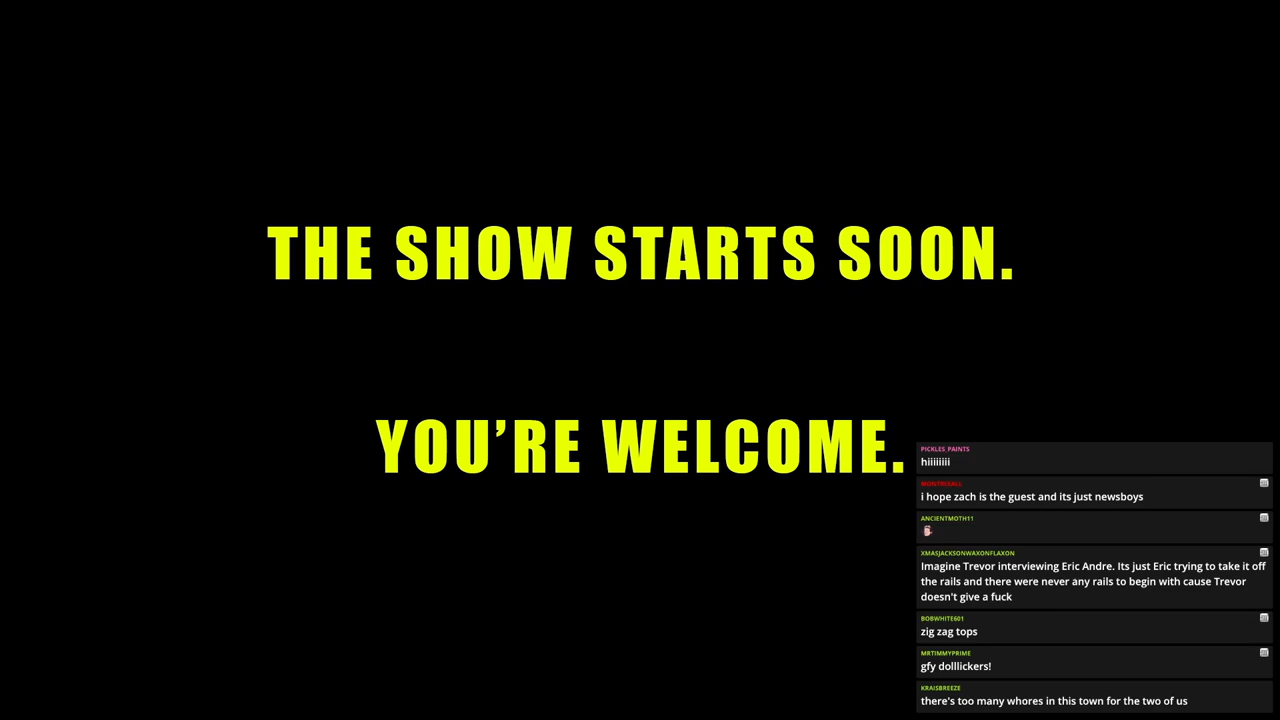 THE SHOW STARTS SOON.
YOU’RE WELCOME.
PICKLES_PAINTS
hiiiiiiii
MONTRESALL
i hope zach is the guest and its just newsboys
ANCIENTMOTH11
XMASJACKSONWAXONFLAXON
Imagine Trevor interviewing Eric Andre. Its just Eric trying to take it off
the rails and there were never any rails to begin with cause Trevor
doesn't give a fuck
BOBWHITE601
zig zag tops
MRTIMMYPRIME
gfy dolllickers!
KRAISBREEZE
there's too many whores in this town for the two of us